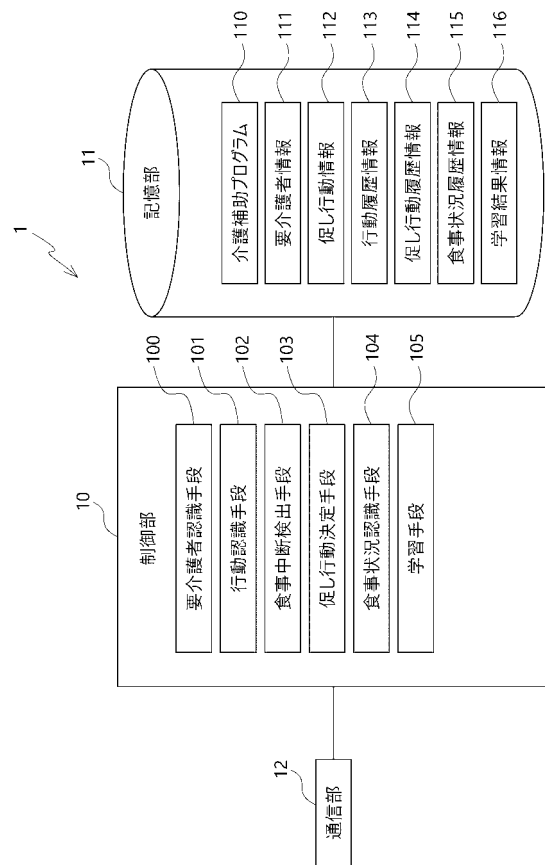 1
11
記憶部
介護補助プログラム
110
要介護者情報
111
促し行動情報
112
行動履歴情報
113
促し行動履歴情報
114
食事状況履歴情報
115
学習結果情報
116
10
制御部
要介護者認識手段
100
行動認識手段
101
食事中断検出手段
102
促し行動決定手段
103
食事状況認識手段
104
学習手段
105
12
通信部